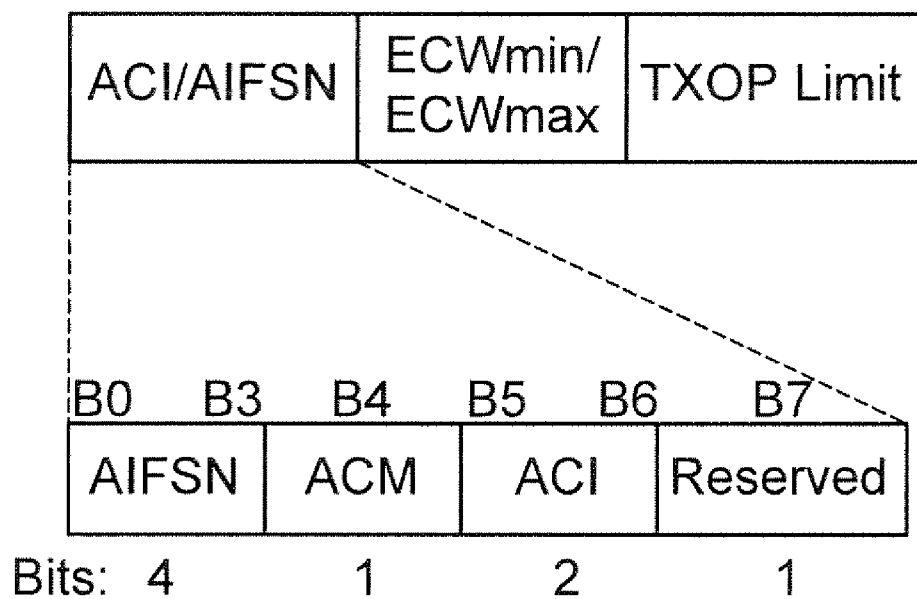 ACI/AIFSN ECWmin/ECWmax TXOP Limit
B0 B3 B4 B5 B6 B7
AIFSN ACM ACI Reserved
Bits: 4 1 2 1